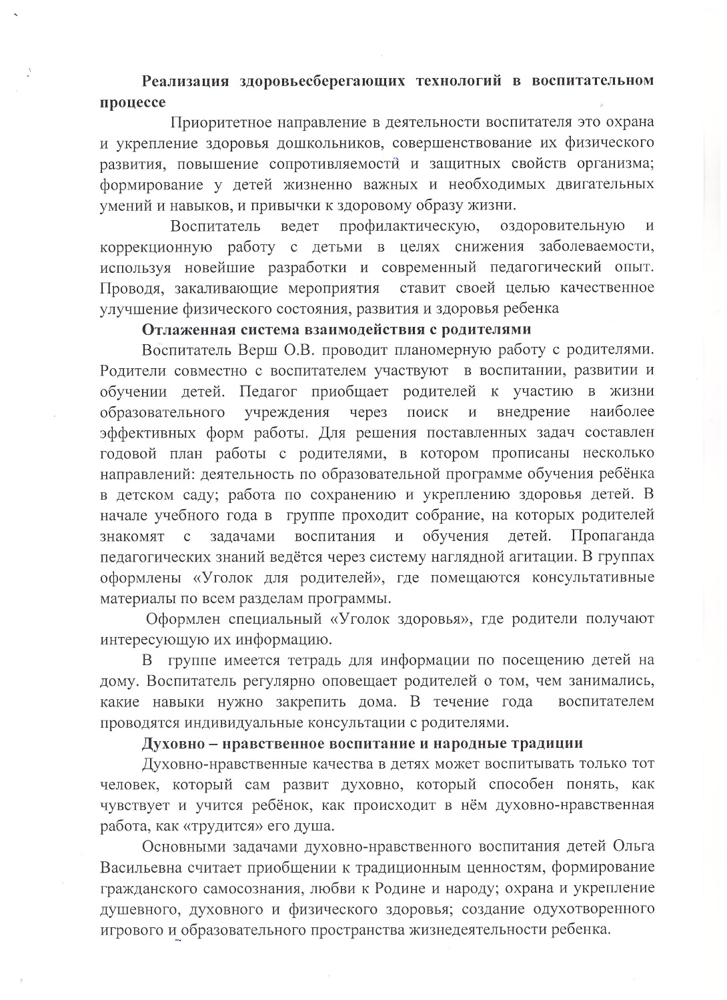 Реализация здоровьесберегающих технологий в воспитательном
процессе
Приоритетное направление в деятельности воспитателя это охрана
и укрепление здоровья дошкольников, совершенствование их физического
развития, повышение сопротивляемости и защитных свойств организма;
формирование у детей жизненно важных и необходимых двигательных
умений и навыков, и привычки к здоровому образу жизни.
Воспитатель ведет профилактическую, оздоровительную и
коррекционную работу с детьми в целях снижения заболеваемости,
используя новейшие разработки и современный педагогический опыт.
Проводя, закаливающие мероприятия ставит своей целью качественное
улучшение физического состояния, развития и здоровья ребенка
Отлаженная система взаимодействия с родителями
Воспитатель Верш О.В. проводит планомерную работу с родителями.
Родители совместно с воспитателем участвуют в воспитании, развитии и
обучении детей. Педагог приобщает родителей к участию в жизни
образовательного учреждения через поиск и внедрение наиболее
эффективных форм работы. Для решения поставленных задач составлен
годовой план работы с родителями, в котором прописаны несколько
направлений: деятельность по образовательной программе обучения ребёнка
в детском саду; работа по сохранению и укреплению здоровья детей. В
начале учебного года в группе проходит собрание, на которых родителей
знакомят с задачами воспитания и обучения детей. Пропаганда
педагогических знаний ведётся через систему наглядной агитации. В группах
оформлены «Уголок для родителей», где помещаются консультативные
материалы по всем разделам программы.
Оформлен специальный «Уголок здоровья», где родители получают
интересующую их информацию.
В группе имеется тетрадь для информации по посещению детей на
дому. Воспитатель регулярно оповещает родителей о том, чем занимались,
какие навыки нужно закрепить дома. В течение года воспитателем
проводятся индивидуальные консультации с родителями.
Духовно – нравственное воспитание и народные традиции
Духовно-нравственные качества в детях может воспитывать только тот
человек, который сам развит духовно, который способен понять, как
чувствует и учится ребёнок, как происходит в нём духовно-нравственная
работа, как «трудится» его душа.
Основными задачами духовно-нравственного воспитания детей Ольга
Васильевна считает приобщении к традиционным ценностям, формирование
гражданского самосознания, любви к Родине и народу; охрана и укрепление
душевного, духовного и физического здоровья; создание одухотворенного
игрового и образовательного пространства жизнедеятельности ребенка.